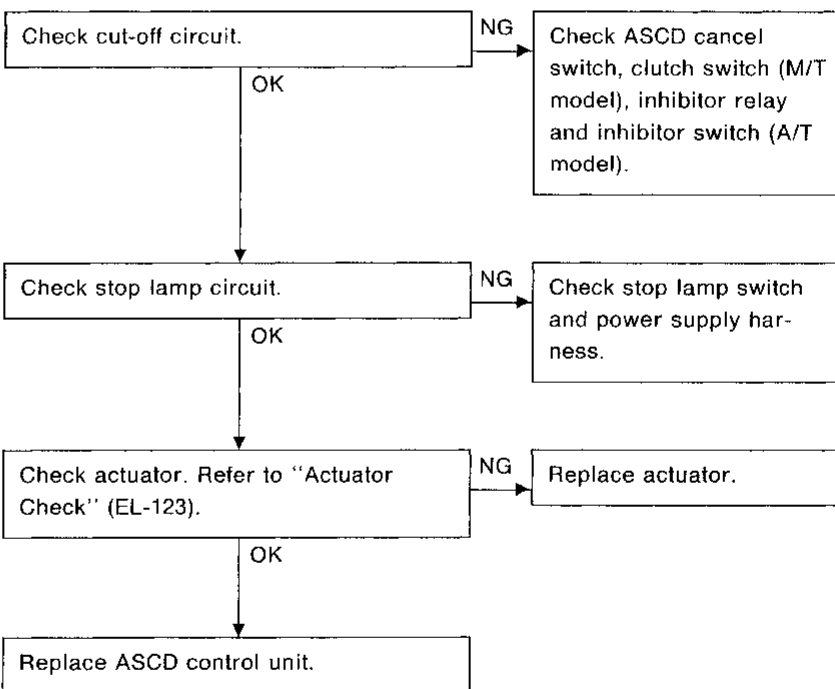 Check cut-off circuit.
NG
Check ASCD cancel
switch, clutch switch (M/T
model), inhibitor relay
and inhibitor switch (A/T
model).
OK
Check stop lamp circuit.
NG
Check stop lamp switch
and power supply har-
ness.
OK
Check actuator. Refer to "Actuator
Check" (EL-123).
NG
Replace actuator.
OK
Replace ASCD control unit.